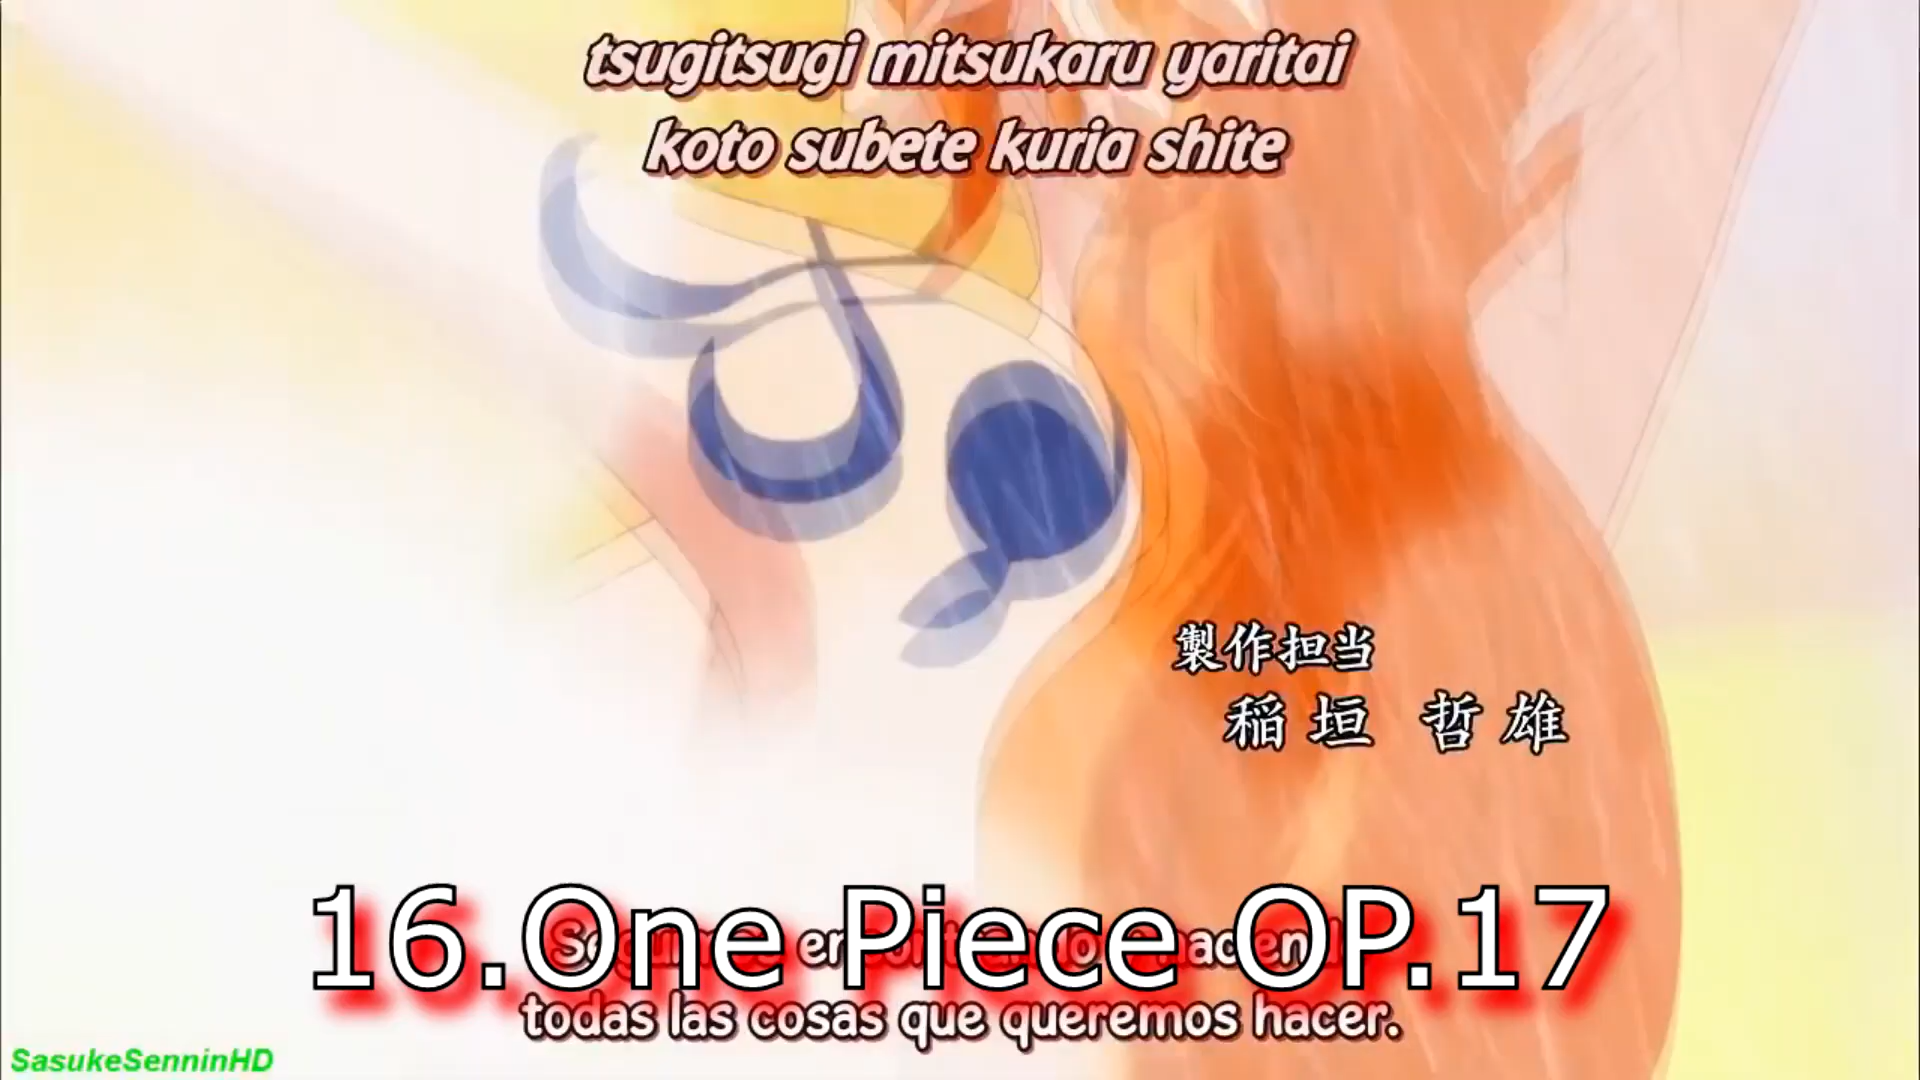 tsugitsugi mitsukaru yaritai
koto subete kuria shite
製作担当
稲垣 哲雄
16.One Piece OP.17
todas las cosas que queremos hacer.
SasukeSenninHD